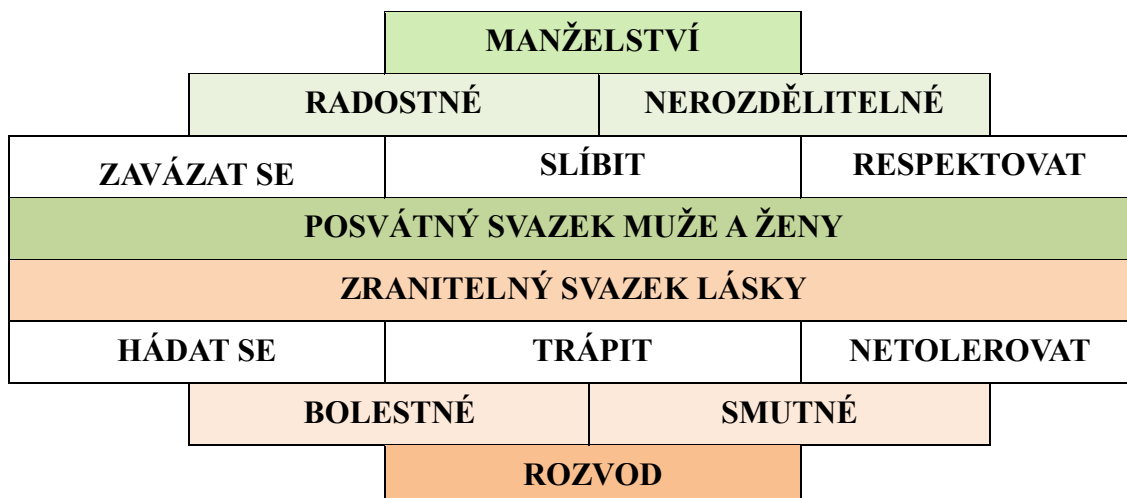 MANŽELSTVÍ
RADOSTNÉ NEROZDĚLITELNÉ
ZAVÁZAT SE SLÍBIT RESPEKTOVAT
POSVÁTNÝ SVAZEK MUŽE A ŽENY
ZRANITELNÝ SVAZEK LÁSKY
HÁDAT SE TRÁPIT NETOLEROVAT
BOLESTNÉ SMUTNÉ
ROZVOD